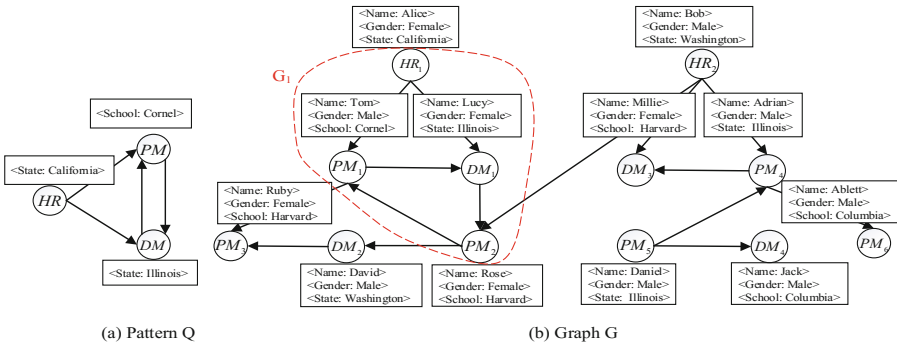 <Name: Alice>
<Gender: Female>
<State: California>
<Name: Bob>
<Gender: Male>
<State: Washington>
G1
HR1
HR2
<School: Cornel>
<Name: Tom>
<Gender: Male>
<School: Cornel>
<Name: Lucy>
<Gender: Female>
<State: Illinois>
<Name: Millie>
<Gender: Female>
<School: Harvard>
<Name: Adrian>
<Gender: Male>
<State: Illinois>
PM
<State: California>
HR
DM
<State: Illinois>
PM1
DM1
DM3
PM4
<Name: Ruby>
<Gender: Female>
<School: Harvard>
<Name: Ablett>
<Gender: Male>
<School: Columbia>
PM3
DM2
PM2
PM5
DM4
PM6
<Name: David>
<Gender: Male>
<State: Washington>
<Name: Rose>
<Gender: Female>
<School: Harvard>
<Name: Daniel>
<Gender: Male>
<State: Illinois>
<Name: Jack>
<Gender: Male>
<School: Columbia>
(a) Pattern Q
(b) Graph G